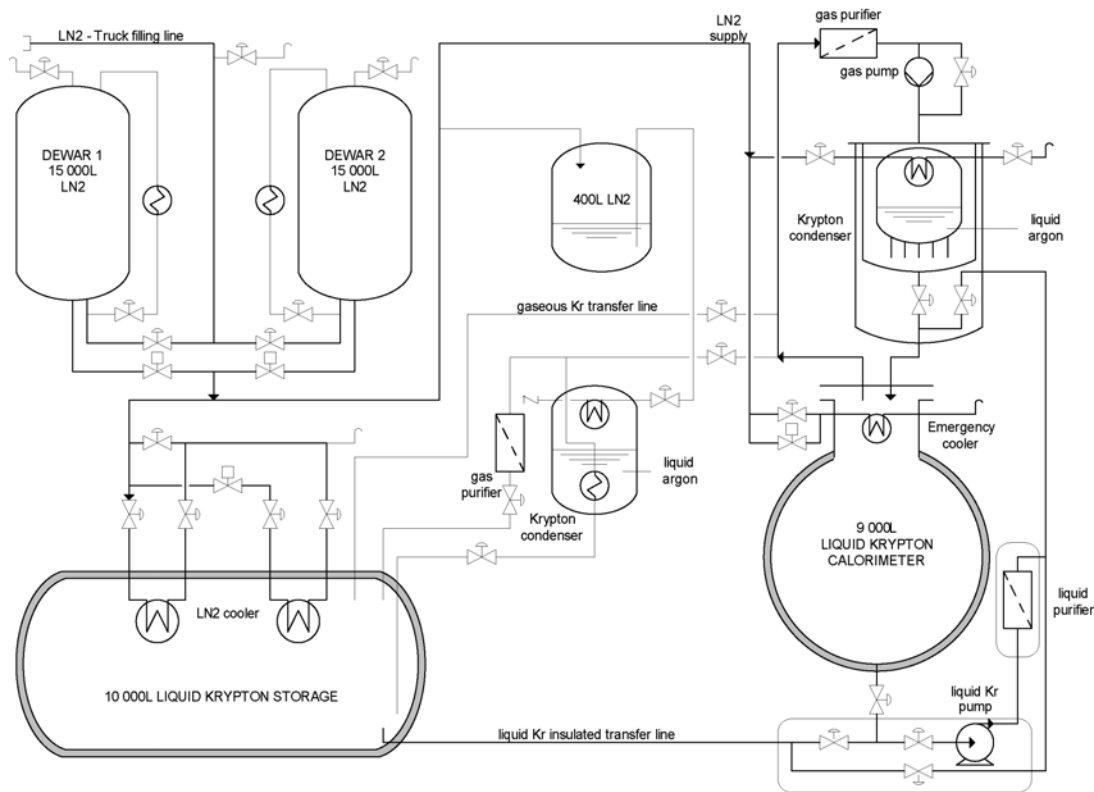 LN2 - Truck filling line
LN2
supply
gas purifier
gas pump
DEWAR 1
15 000L
LN2
DEWAR 2
15 000L
LN2
400L LN2
Krypton
condenser
liquid
argon
gaseous Kr transfer line
gas
purifier
liquid
argon
Krypton
condenser
Emergency
cooler
9 000L
LIQUID KRYPTON
CALORIMETER
liquid
purifier
LN2 cooler
10 000L LIQUID KRYPTON STORAGE
liquid Kr
pump
liquid Kr insulated transfer line